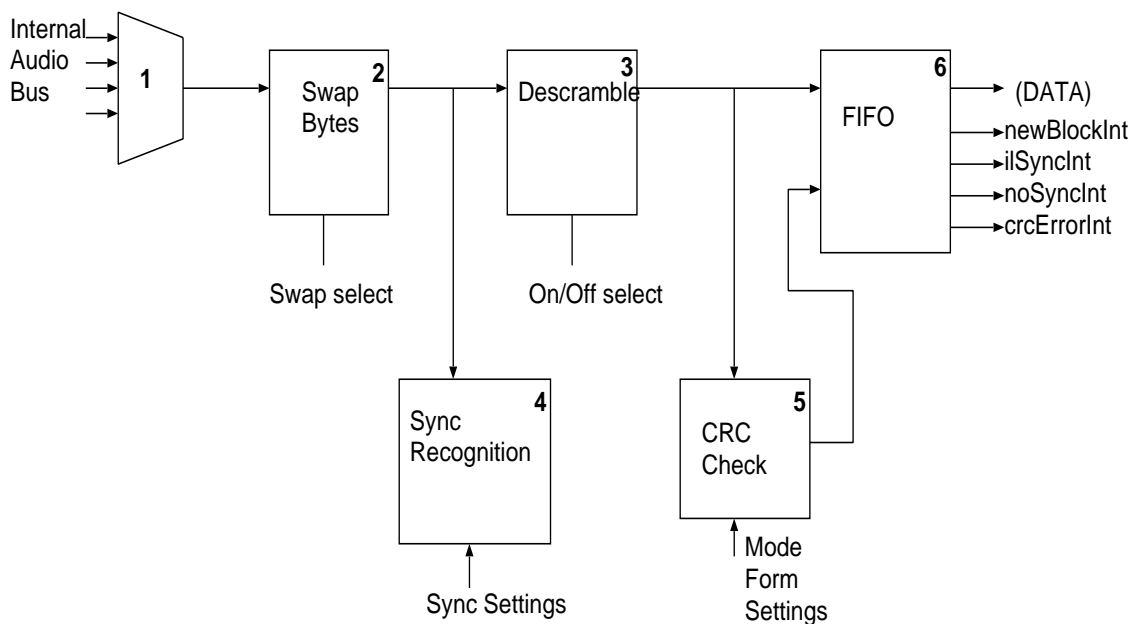 Internal
Audio
Bus
1
2
Swap
Bytes
Swap select
3
Descramble
On/Off select
6
FIFO
(DATA)
newBlockInt
ilSyncInt
noSyncInt
crcErrorInt
4
Sync
Recognition
Sync Settings
5
CRC
Check
Mode
Form
Settings